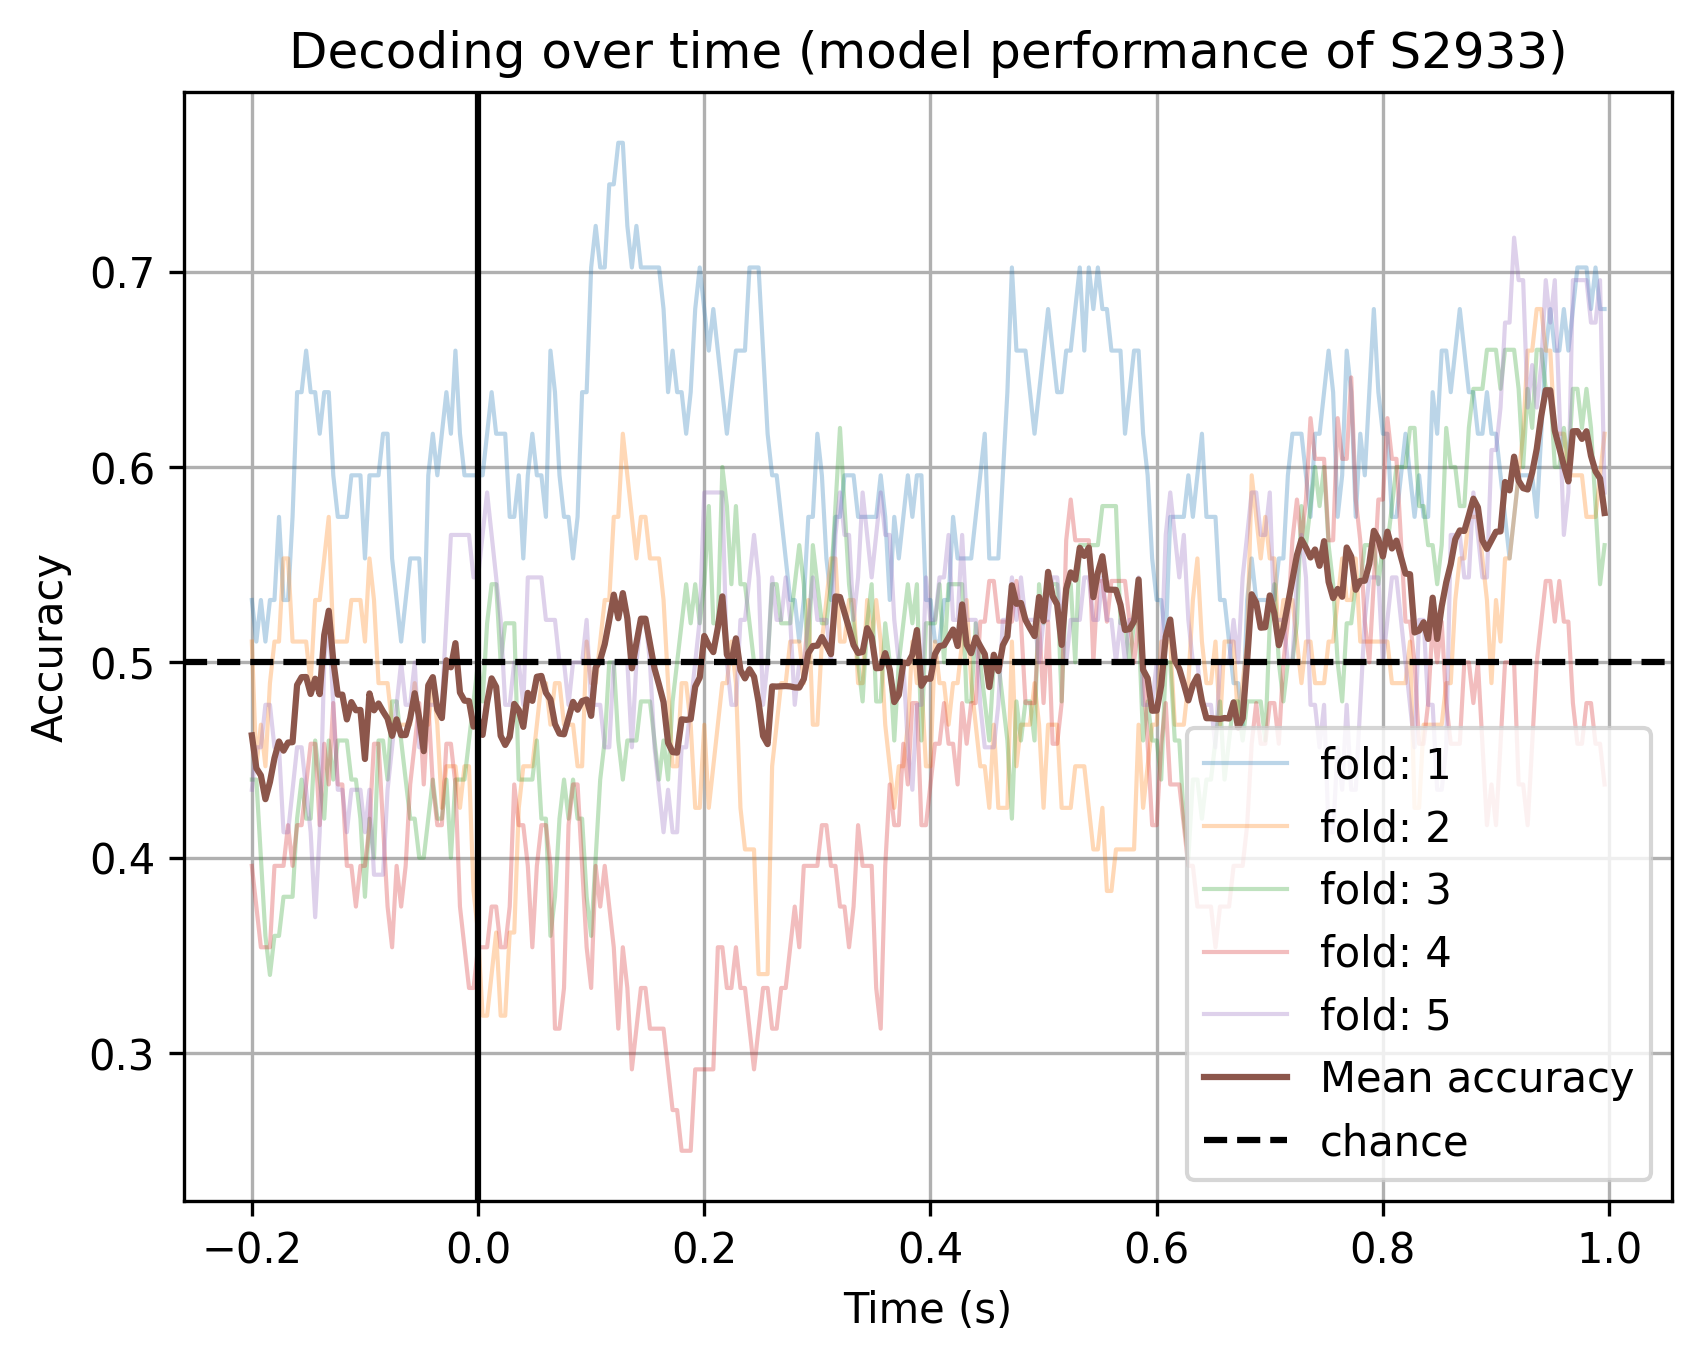 Decoding over time (model performance of S2933)
Accuracy
0.7
0.6
0.5
0.4
0.3
−0.2
0.0
0.2
0.4
0.6
0.8
1.0
Time (s)
fold: 1
fold: 2
fold: 3
fold: 4
fold: 5
Mean accuracy
chance